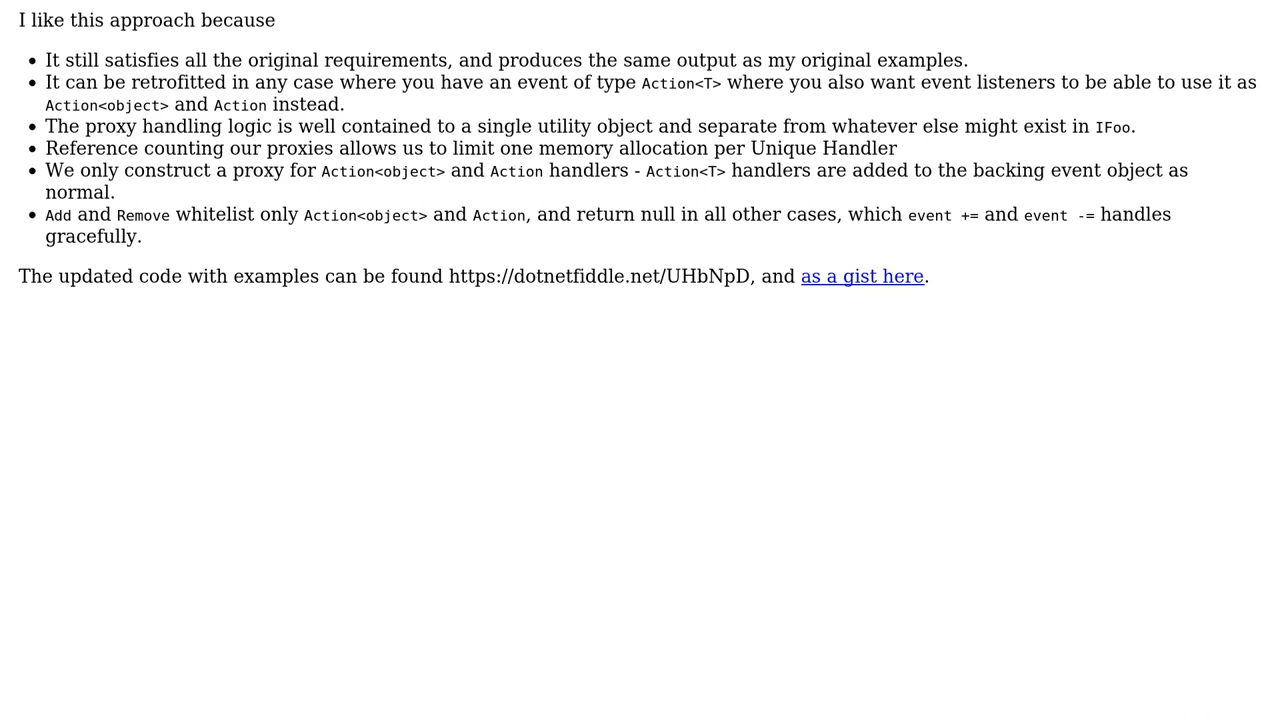 I like this approach because
• It still satisfies all the original requirements, and produces the same output as my original examples.
• It can be retrofitted in any case where you have an event of type Action<T> where you also want event listeners to be able to use it as
Action<object> and Action instead.
• The proxy handling logic is well contained to a single utility object and separate from whatever else might exist in IFoo.
• Reference counting our proxies allows us to limit one memory allocation per Unique Handler
• We only construct a proxy for Action<object> and Action handlers - Action<T> handlers are added to the backing event object as
normal.
• Add and Remove whitelist only Action<object> and Action, and return null in all other cases, which event += and event -= handles
gracefully.
The updated code with examples can be found https://dotnetfiddle.net/UHbNpD, and as a gist here.